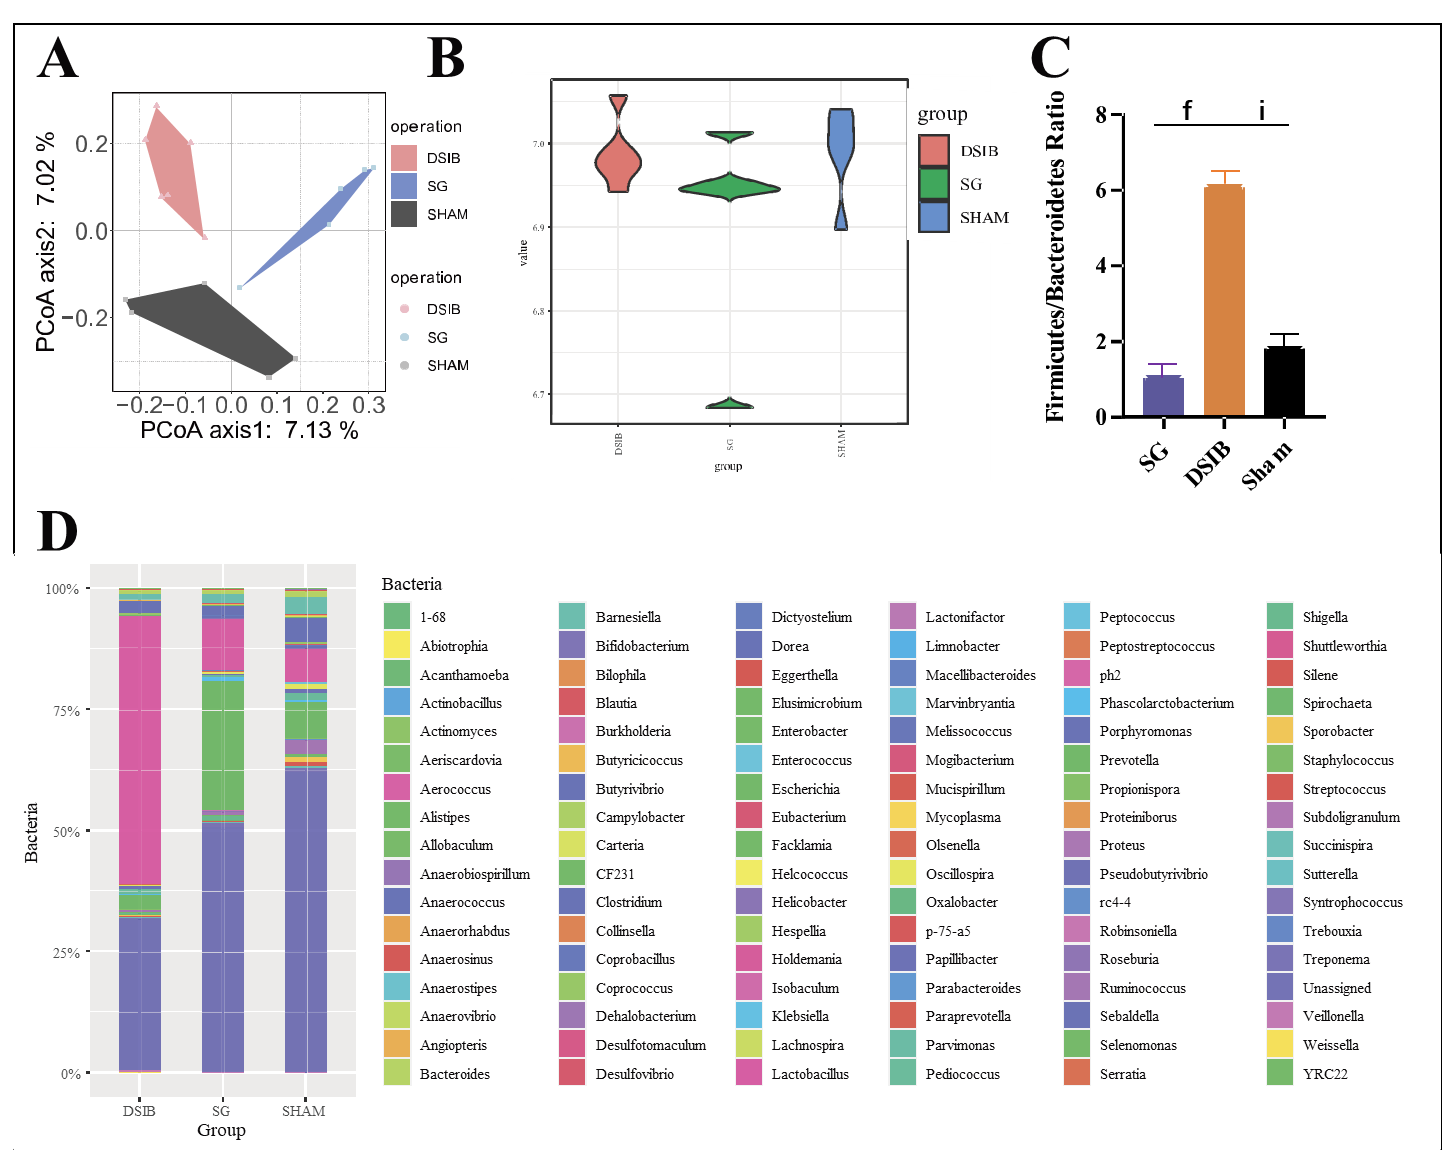 A
B
C
PCoA axis2:  7.02 %
0.2
0.0
−0.2
−0.2
−0.1
0.0
0.1
0.2
0.3
PCoA axis1:  7.13 %
operation
DSIB
SG
SHAM
operation
DSIB
SG
SHAM
value
7.0
6.9
6.8
6.7
DSIB
SG
SHAM
group
group
DSIB
SG
SHAM
Firmicutes/Bacteroidetes Ratio
8
6
4
2
0
f
i
SG
DSIB
Sha m
D
Bacteria
100%
75%
50%
25%
0%
DSIB
SG
SHAM
Group
Bacteria
1-68
Abiotrophia
Acanthamoeba
Actinobacillus
Actinomyces
Aeriscardovia
Aerococcus
Alistipes
Allobaculum
Anaerobiospirillum
Anaerococcus
Anaerorhabdus
Anaerosinus
Anaerostipes
Anaerovibrio
Angiopteris
Bacteroides
Barnesiella
Bifidobacterium
Bilophila
Blautia
Burkholderia
Butyricicoccus
Butyrivibrio
Campylobacter
Carteria
CF231
Clostridium
Collinsella
Coprobacillus
Coprococcus
Dehalobacterium
Desulfotomaculum
Desulfovibrio
Dictyostelium
Dorea
Eggerthella
Elusimicrobium
Enterobacter
Enterococcus
Escherichia
Eubacterium
Facklamia
Helcococcus
Helicobacter
Hespellia
Holdemania
Isobaculum
Klebsiella
Lachnospira
Lactobacillus
Lactonifactor
Limnobacter
Macellibacteroides
Marvinbryantia
Melissococcus
Mogibacterium
Mucispirillum
Mycoplasma
Olsenella
Oscillospira
Oxalobacter
p-75-a5
Papillibacter
Parabacteroides
Paraprevotella
Parvimonas
Pediococcus
Peptococcus
Peptostreptococcus
ph2
Phascolarctobacterium
Porphyromonas
Prevotella
Propionispora
Proteiniborus
Proteus
Pseudobutyrivibrio
rc4-4
Robinsoniella
Roseburia
Ruminococcus
Sebaldella
Selenomonas
Serratia
Shigella
Shuttleworthia
Silene
Spirochaeta
Sporobacter
Staphylococcus
Streptococcus
Subdoligranulum
Succinispira
Sutterella
Syntrophococcus
Trebouxia
Treponema
Unassigned
Veillonella
Weissella
YRC22